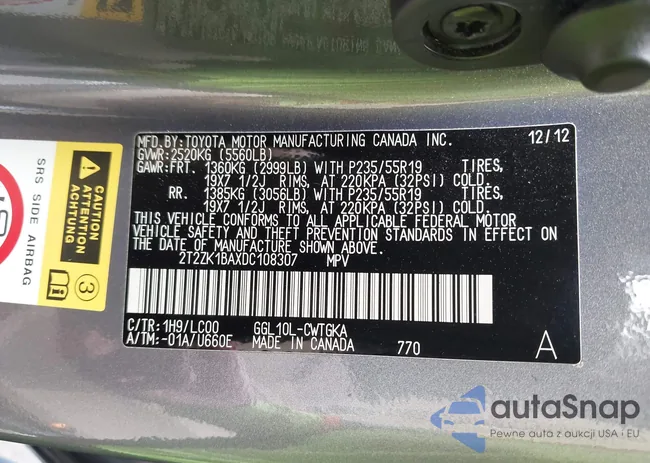 MFD. BY: TOYOTA MOTOR MANUFACTURING CANADA INC. 12/12
GVWR: 2520KG (5560LB)
GAWR: FRT. 1360KG (2999LB) WITH P235/55R19 TIRES,
19X7 1/2J RIMS, AT 220KPA (32PSI) COLD.
RR. 1385KG (3056LB) WITH P235/55R19 TIRES,
19X7 1/2J RIMS, AT 220KPA (32PSI) COLD.
THIS VEHICLE CONFORMS TO ALL APPLICABLE FEDERAL MOTOR
VEHICLE SAFETY AND THEFT PREVENTION STANDARDS IN EFFECT ON
THE DATE OF MANUFACTURE SHOWN ABOVE.
2T2ZK1BAXDC108307 MPV
C/TR: 1H9/LC00 GGL10L-CWTGKA
A/TM: -01A/U660E MADE IN CANADA 770 A
SRS SIDE AIRBAG
ATTENTION
ACHTUNG
3
autoSnap
Pewne auta z aukcji USA i EU